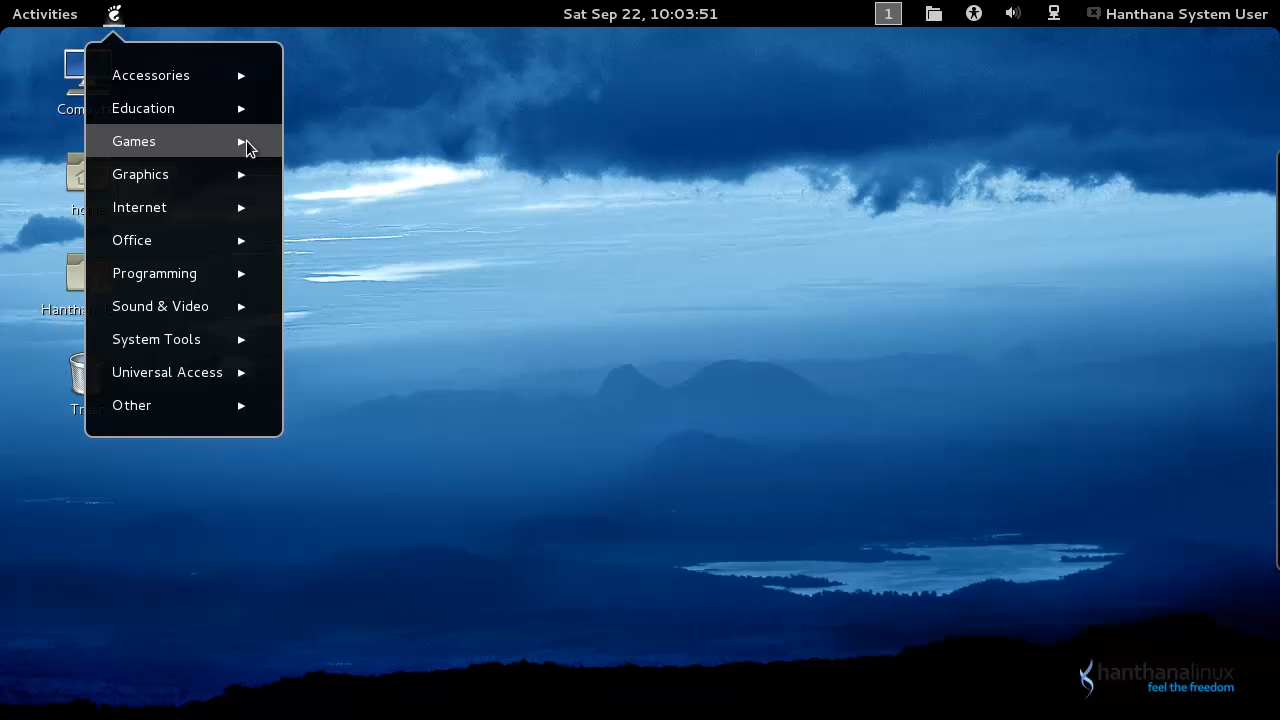 Activities
Sat Sep 22, 10:03:51
1
Hanthana System User
Accessories
Education
Games
Graphics
Internet
Office
Programming
Sound & Video
System Tools
Universal Access
Other
hanthanalinux
feel the freedom